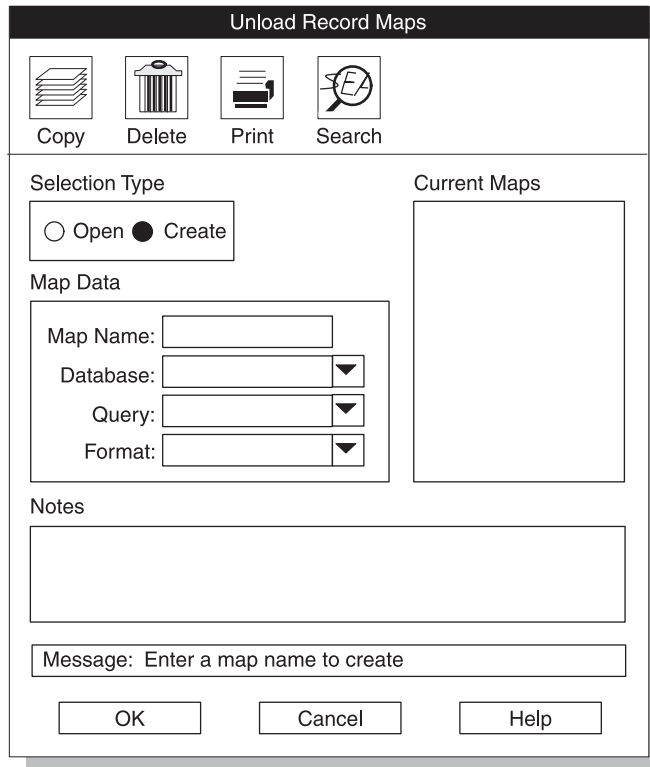 Unload Record Maps
Copy Delete Print Search
SEA
Selection Type
Open Create
Current Maps
Map Data
Map Name:
Database:
Query:
Format:
Notes
Message: Enter a map name to create
OK Cancel Help